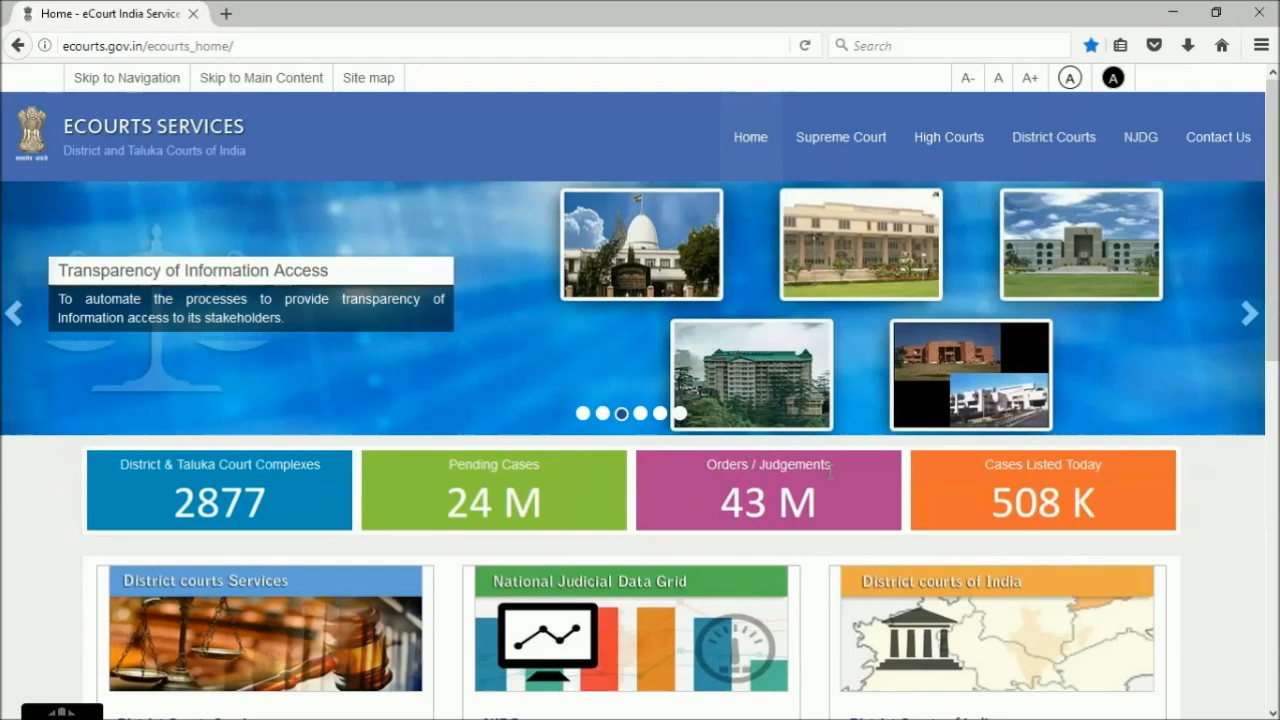 Home - eCourt India Service
ecourts.gov.in/ecourts_home/
Search
Skip to Navigation
Skip to Main Content
Site map
A-
A
A+
A
A
ECOURTS SERVICES
District and Taluka Courts of India
Home
Supreme Court
High Courts
District Courts
NJDG
Contact Us
Transparency of Information Access
To automate the processes to provide transparency of
Information access to its stakeholders.
District & Taluka Court Complexes
2877
Pending Cases
24 M
Orders / Judgements
43 M
Cases Listed Today
508 K
District courts Services
National Judicial Data Grid
District courts of India